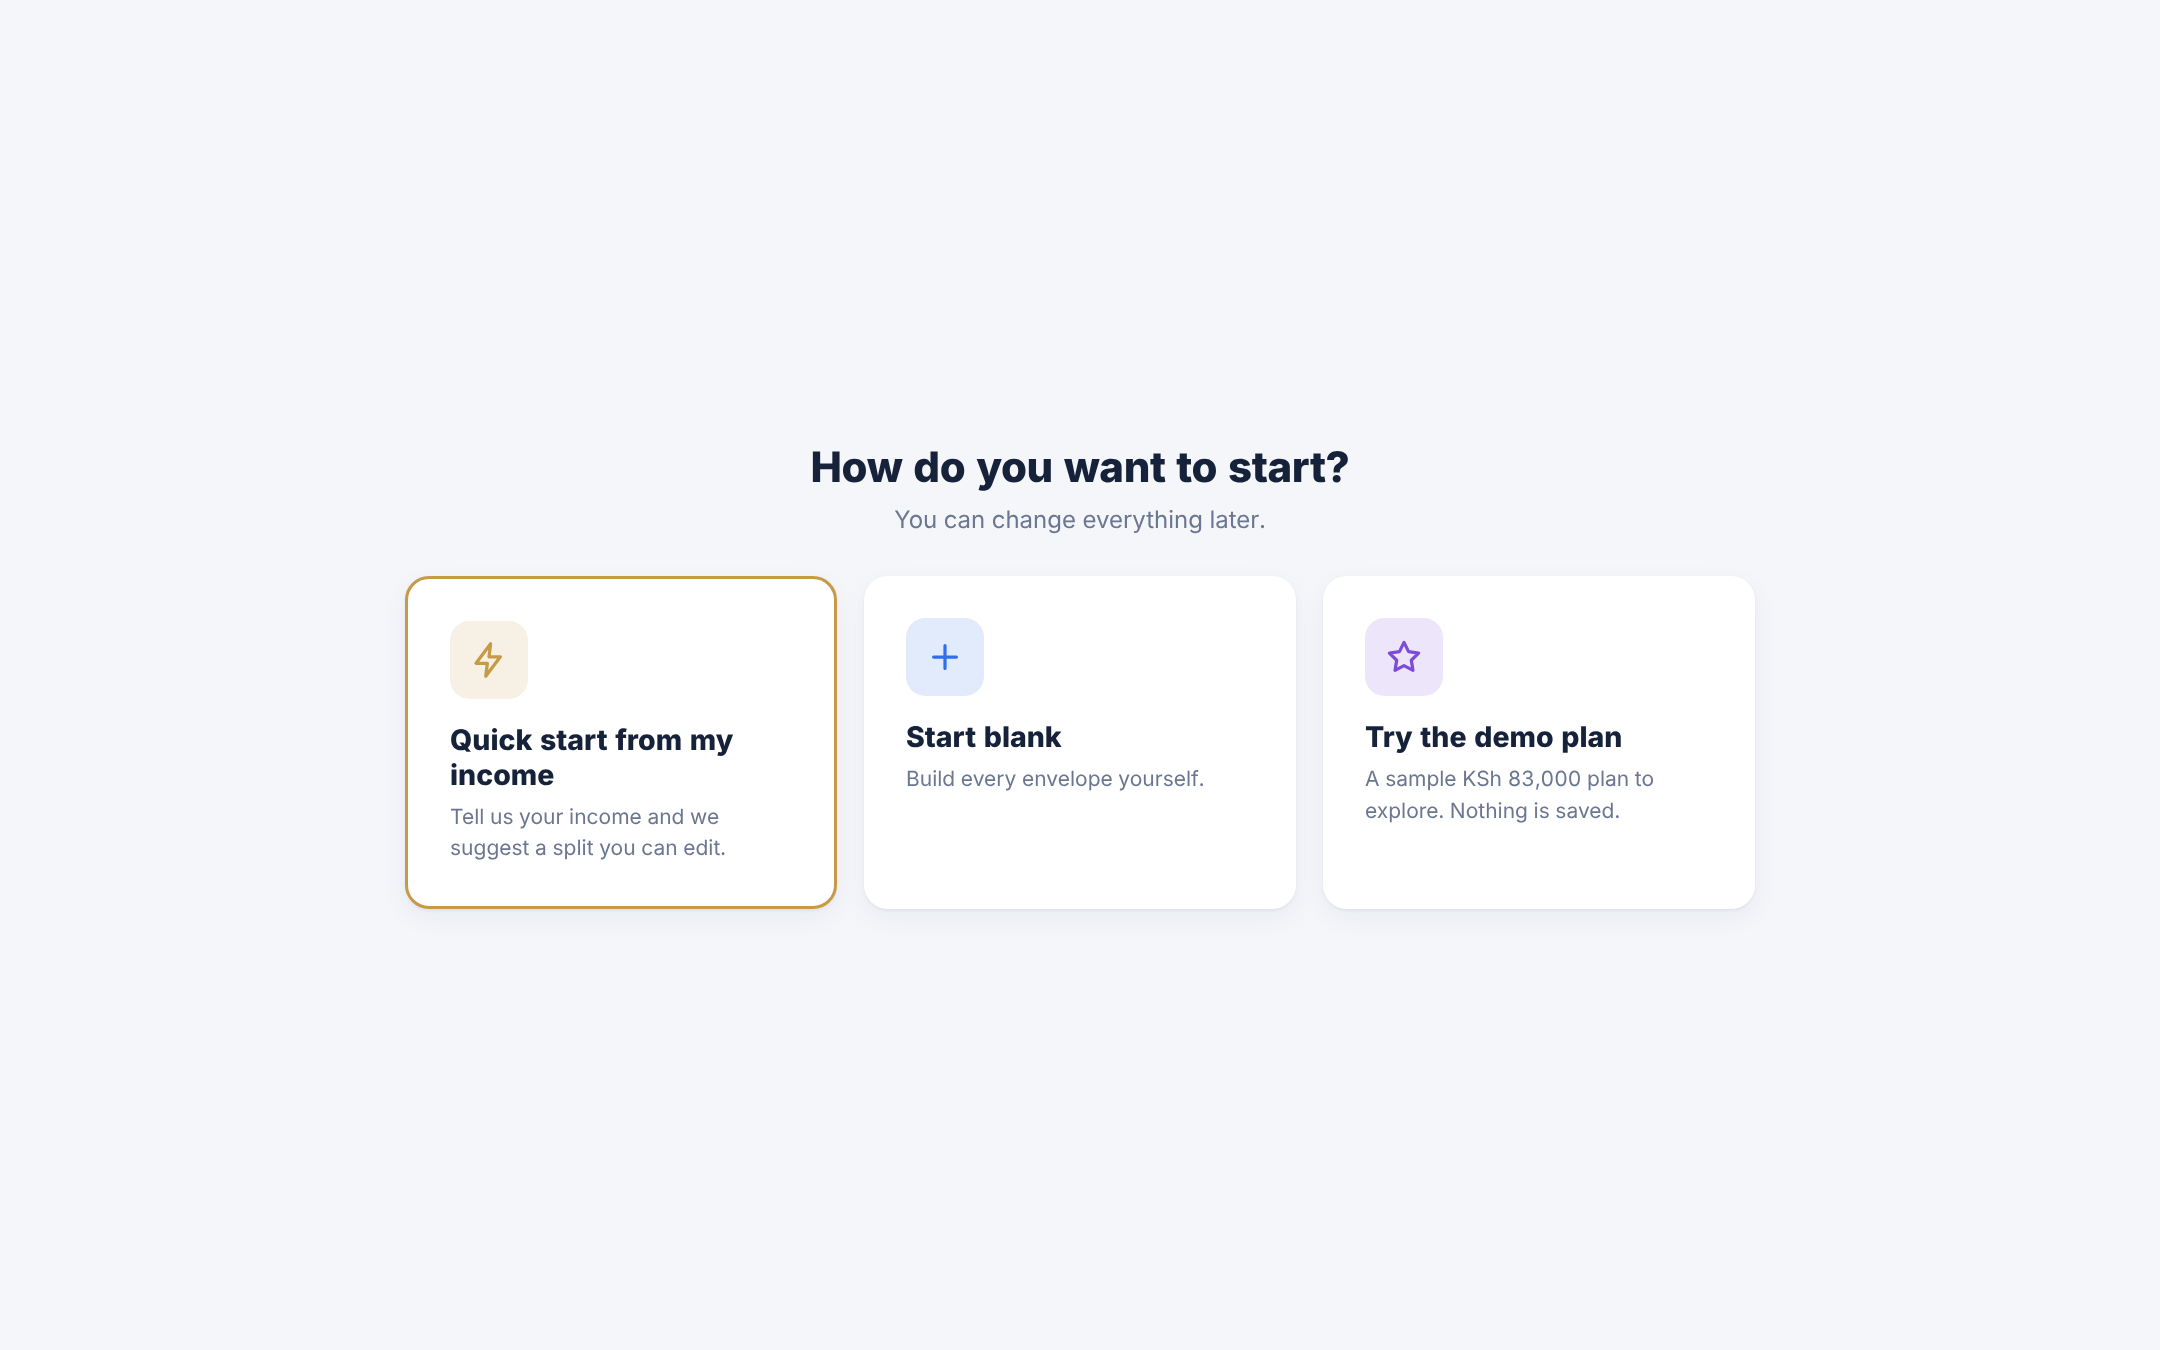 How do you want to start?
You can change everything later.
Quick start from my
income
Tell us your income and we
suggest a split you can edit.
Start blank
Build every envelope yourself.
Try the demo plan
A sample KSh 83,000 plan to
explore. Nothing is saved.